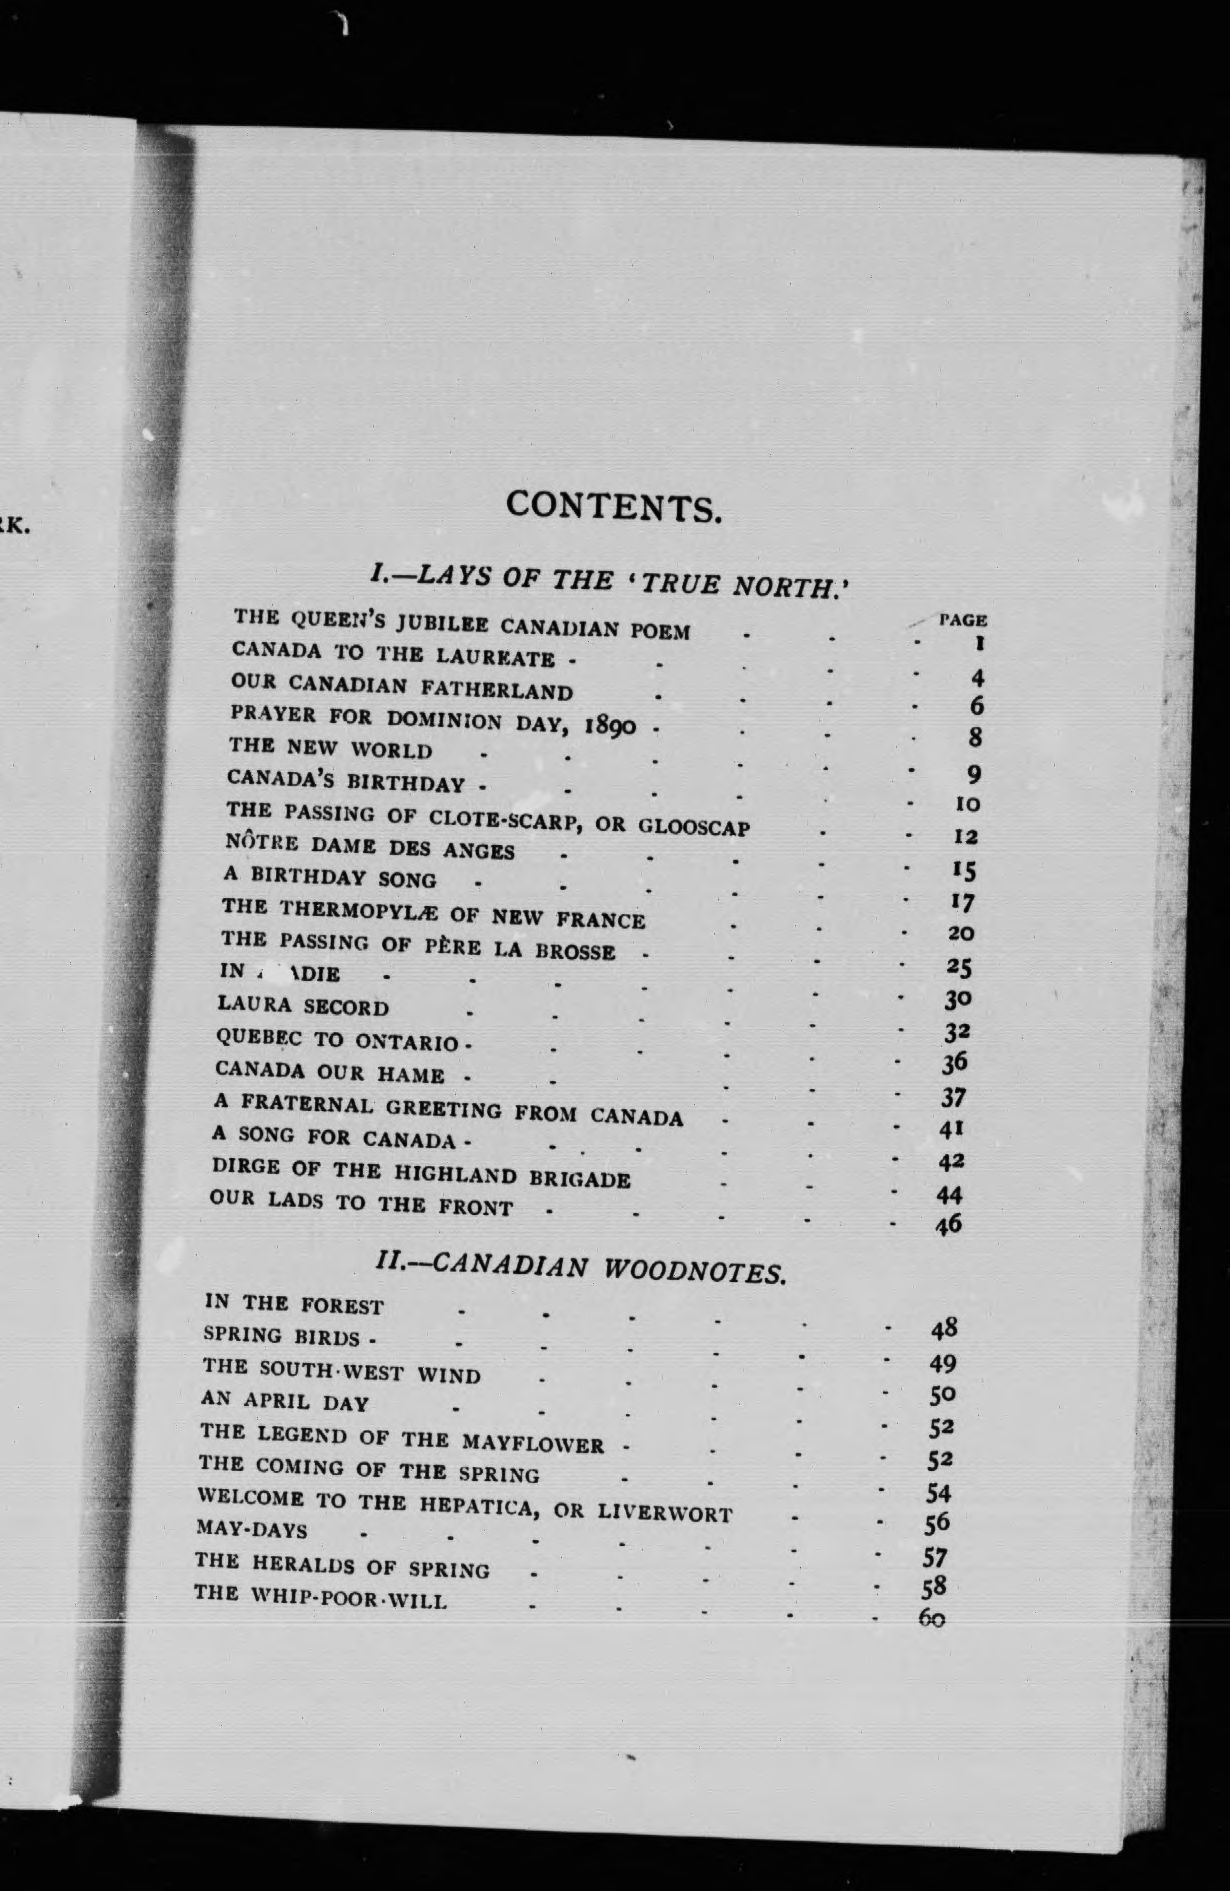 CONTENTS.
I.—LAYS OF THE ‘TRUE NORTH.’
PAGE
THE QUEEN’S JUBILEE CANADIAN POEM - - - 1
CANADA TO THE LAUREATE - - - - - 4
OUR CANADIAN FATHERLAND - - - - 6
PRAYER FOR DOMINION DAY, 1890 - - - - 8
THE NEW WORLD - - - - - - 9
CANADA’S BIRTHDAY - - - - - - 10
THE PASSING OF CLOTE-SCARP, OR GLOOSCAP - - 12
NÔTRE DAME DES ANGES - - - - - 15
A BIRTHDAY SONG - - - - - - 17
THE THERMOPYLÆ OF NEW FRANCE - - - 20
THE PASSING OF PÈRE LA BROSSE - - - - 25
IN ADIE - - - - - - - 30
LAURA SECORD - - - - - - 32
QUEBEC TO ONTARIO - - - - - - 36
CANADA OUR HAME - - - - - 37
A FRATERNAL GREETING FROM CANADA - - - 41
A SONG FOR CANADA - - - - - - 42
DIRGE OF THE HIGHLAND BRIGADE - - - 44
OUR LADS TO THE FRONT - - - - - 46
II.—CANADIAN WOODNOTES.
IN THE FOREST - - - - - - 48
SPRING BIRDS - - - - - - - 49
THE SOUTH-WEST WIND - - - - - 50
AN APRIL DAY - - - - - - 52
THE LEGEND OF THE MAYFLOWER - - - - 52
THE COMING OF THE SPRING - - - - 54
WELCOME TO THE HEPATICA, OR LIVERWORT - - 56
MAY-DAYS - - - - - - - 57
THE HERALDS OF SPRING - - - - - 58
THE WHIP-POOR-WILL - - - - - 60